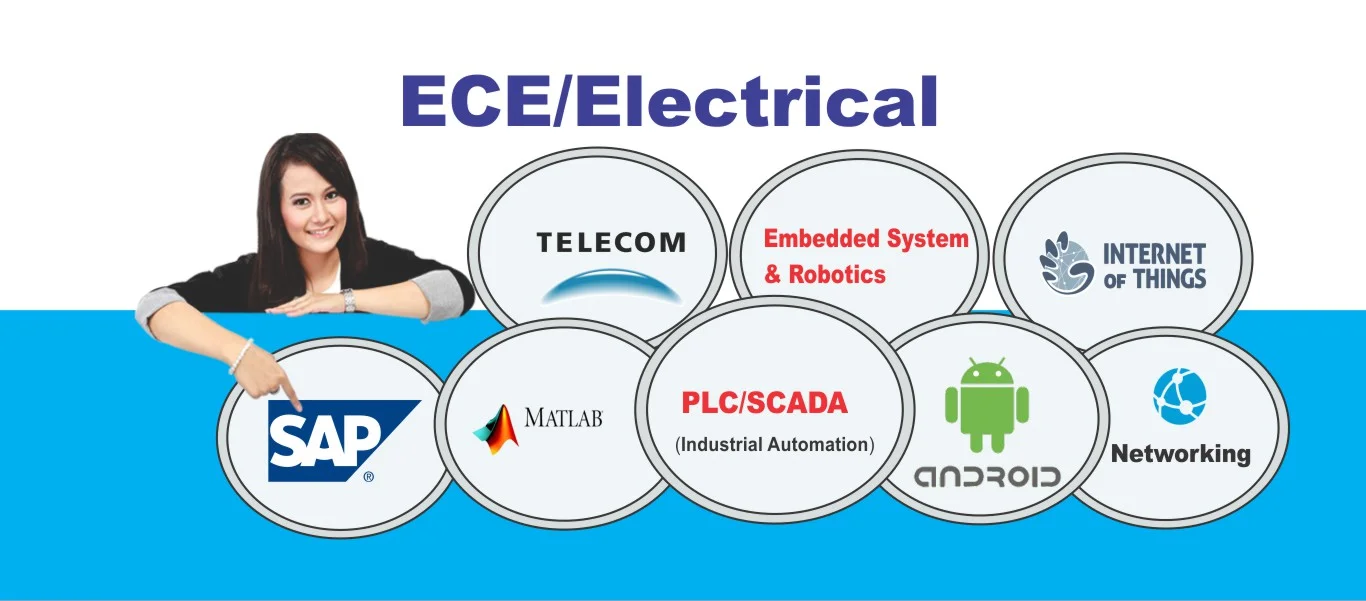 ECE/Electrical
TELECOM
Embedded System
& Robotics
INTERNET
OF THINGS
SAP
®
MATLAB®
PLC/SCADA
(Industrial Automation)
ANDROID
Networking